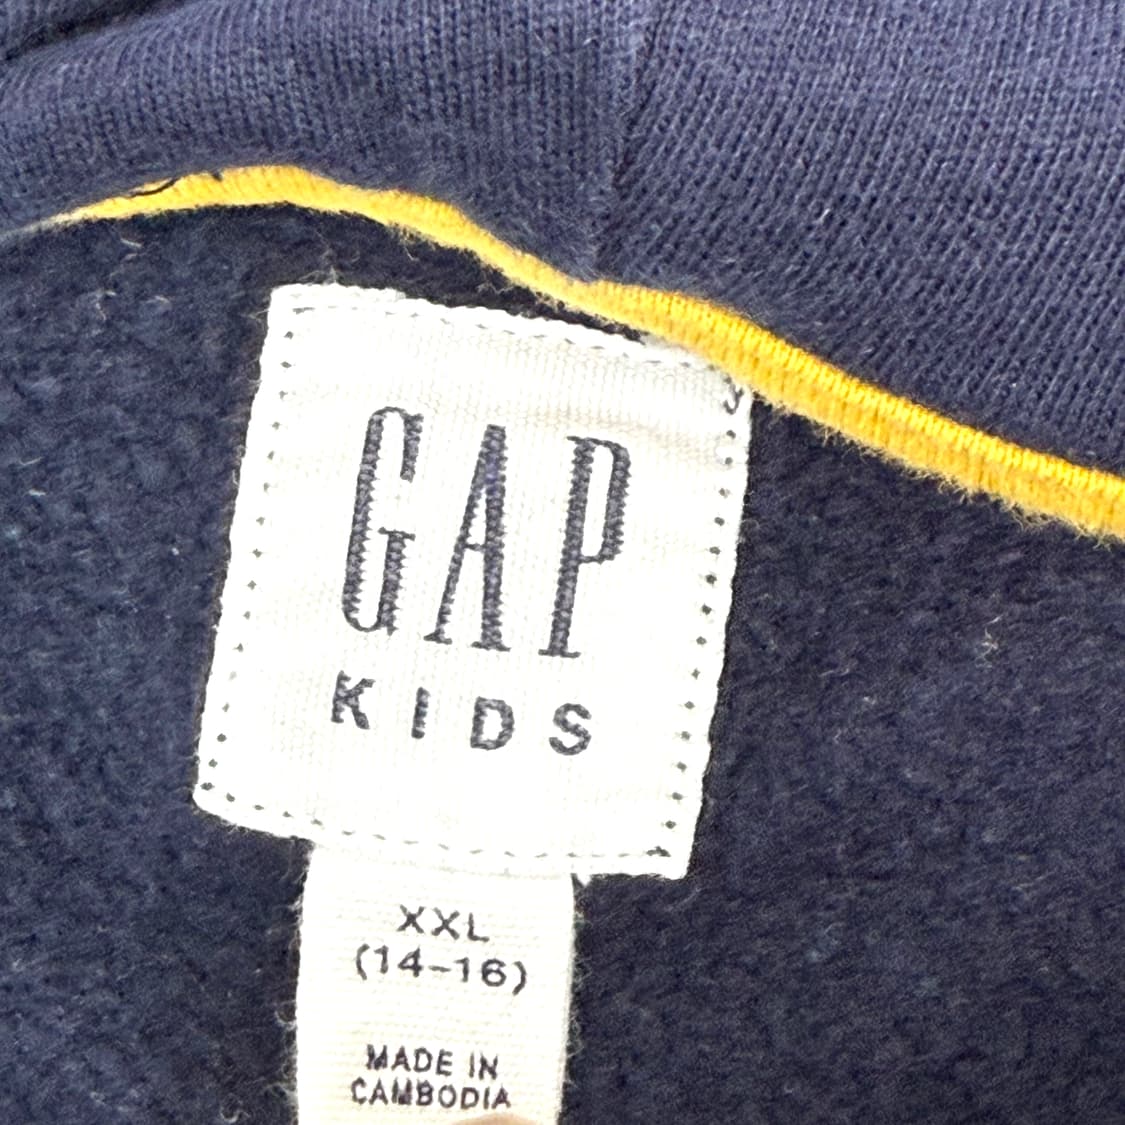 GAP
KIDS
XXL
(14-16)
MADE IN
CAMBODIA